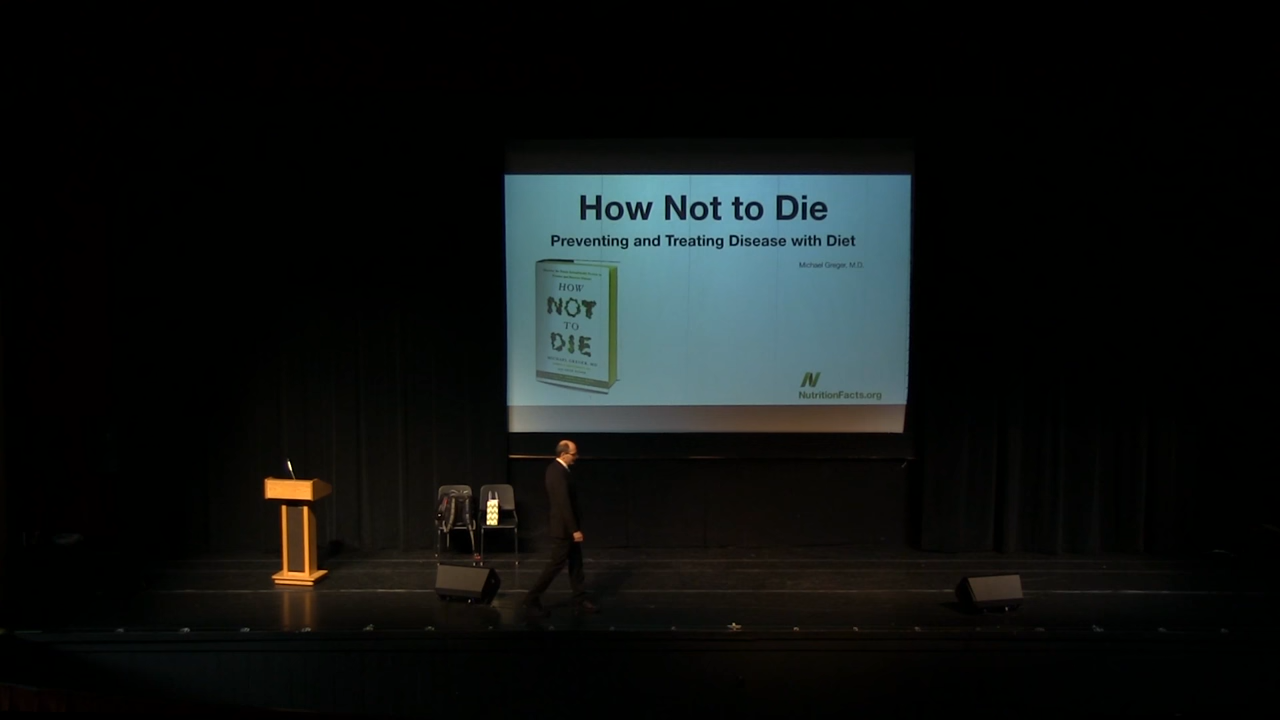 How Not to Die
Preventing and Treating Disease with Diet
Michael Greger, M.D.
HOW
NOT
TO
DIE
NutritionFacts.org